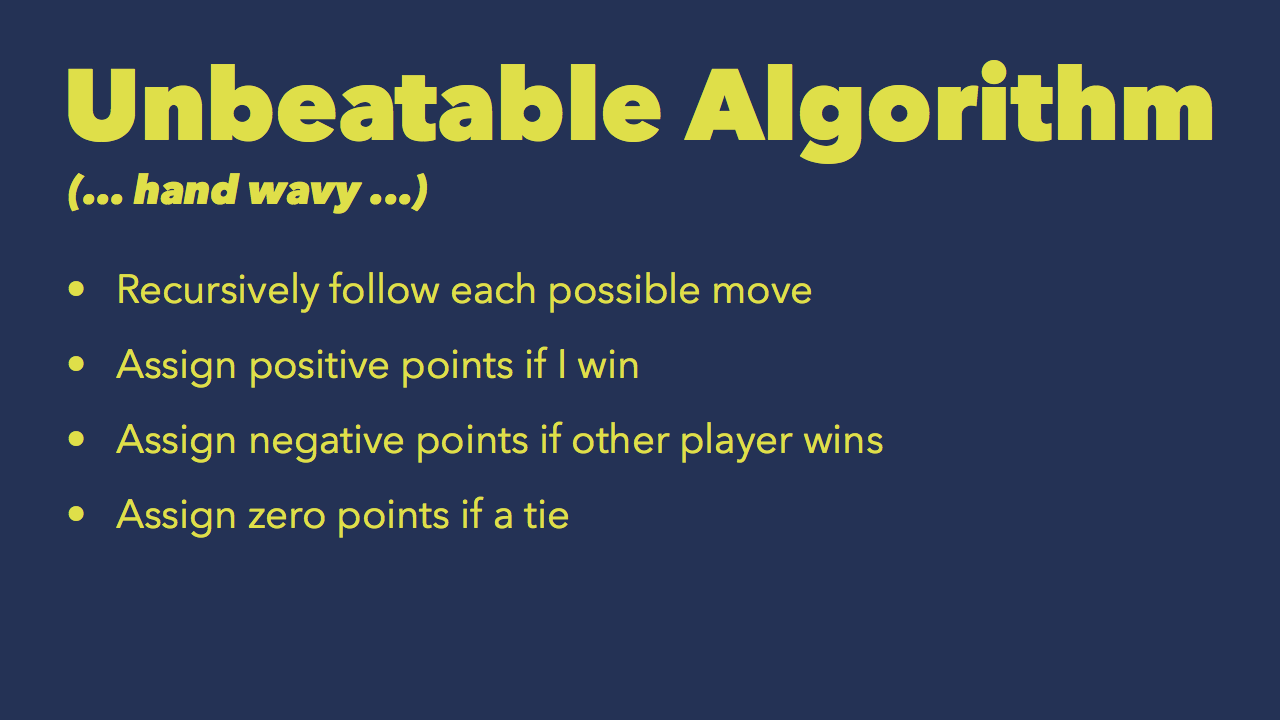 Unbeatable Algorithm
(... hand wavy ...)
• Recursively follow each possible move
• Assign positive points if I win
• Assign negative points if other player wins
• Assign zero points if a tie